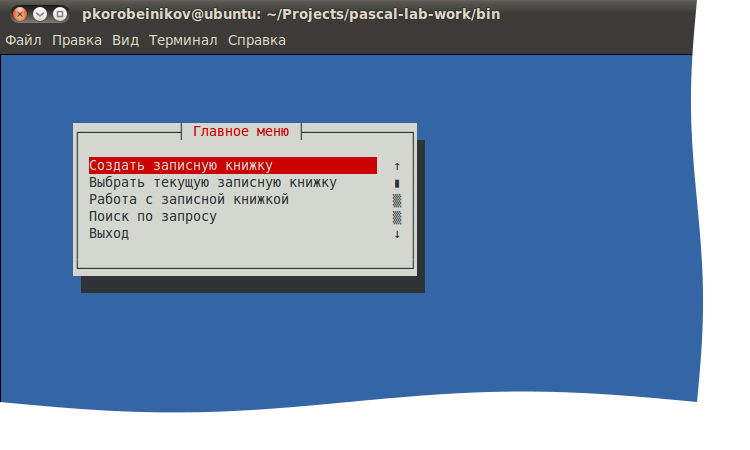 pkorobeinikov@ubuntu: ~/Projects/pascal-lab-work/bin
Файл Правка Вид Терминал Справка
Главное меню
Создать записную книжку
Выбрать текущую записную книжку
Работа с записной книжкой
Поиск по запросу
Выход